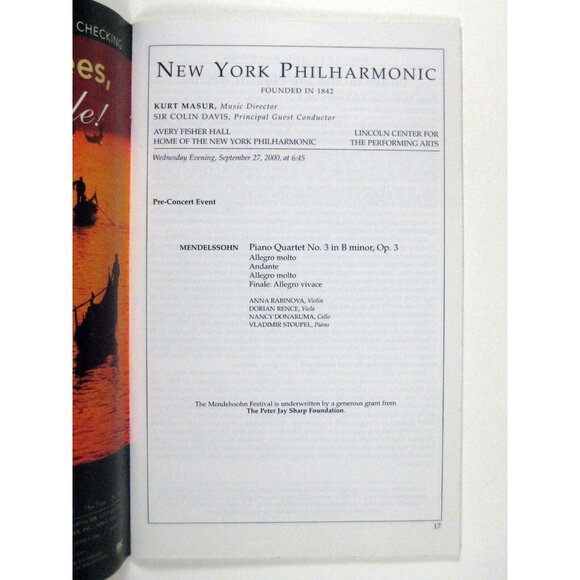 CHECKING
ees,
le!
NEW YORK PHILHARMONIC
FOUNDED IN 1842
KURT MASUR, Music Director
SIR COLIN DAVIS, Principal Guest Conductor
AVERY FISHER HALL
HOME OF THE NEW YORK PHILHARMONIC
LINCOLN CENTER FOR
THE PERFORMING ARTS
Wednesday Evening, September 27, 2000, at 6:45
Pre-Concert Event
MENDELSSOHN Piano Quartet No. 3 in B minor, Op. 3
Allegro molto
Andante
Allegro molto
Finale: Allegro vivace
ANNA RABINOVA, Violin
DORIAN RENCE, Viola
NANCY DONARUMA, Cello
VLADIMIR STOUPEL, Piano
The Mendelssohn Festival is underwritten by a generous grant from
The Peter Jay Sharp Foundation.
17